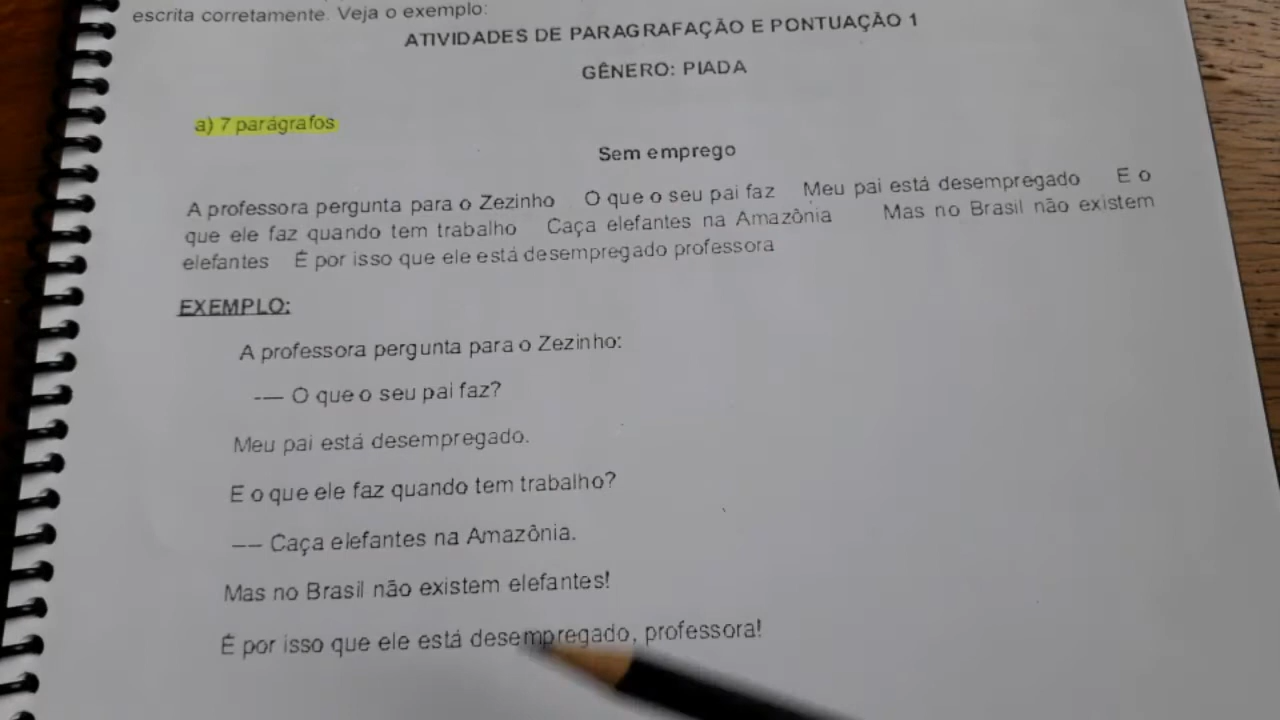 escrita corretamente. Veja o exemplo:
ATIVIDADES DE PARAGRAFAÇÃO E PONTUAÇÃO 1
GÊNERO: PIADA
a) 7 parágrafos
Sem emprego
A professora pergunta para o Zezinho O que o seu pai faz Meu pai está desempregado E o
que ele faz quando tem trabalho Caça elefantes na Amazônia Mas no Brasil não existem
elefantes É por isso que ele está desempregado professora
EXEMPLO:
A professora pergunta para o Zezinho:
-–– O que o seu pai faz?
Meu pai está desempregado.
E o que ele faz quando tem trabalho?
–– Caça elefantes na Amazônia.
Mas no Brasil não existem elefantes!
É por isso que ele está desempregado, professora!